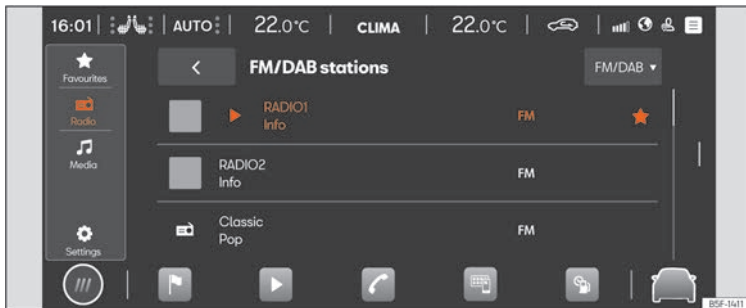 16:01 AUTO 22.0°C CLIMA 22.0°C
Favourites
Radio
Media
Settings
FM/DAB stations FM/DAB
RADIO1
Info FM
RADIO2
Info FM
Classic
Pop FM
B5F-1411